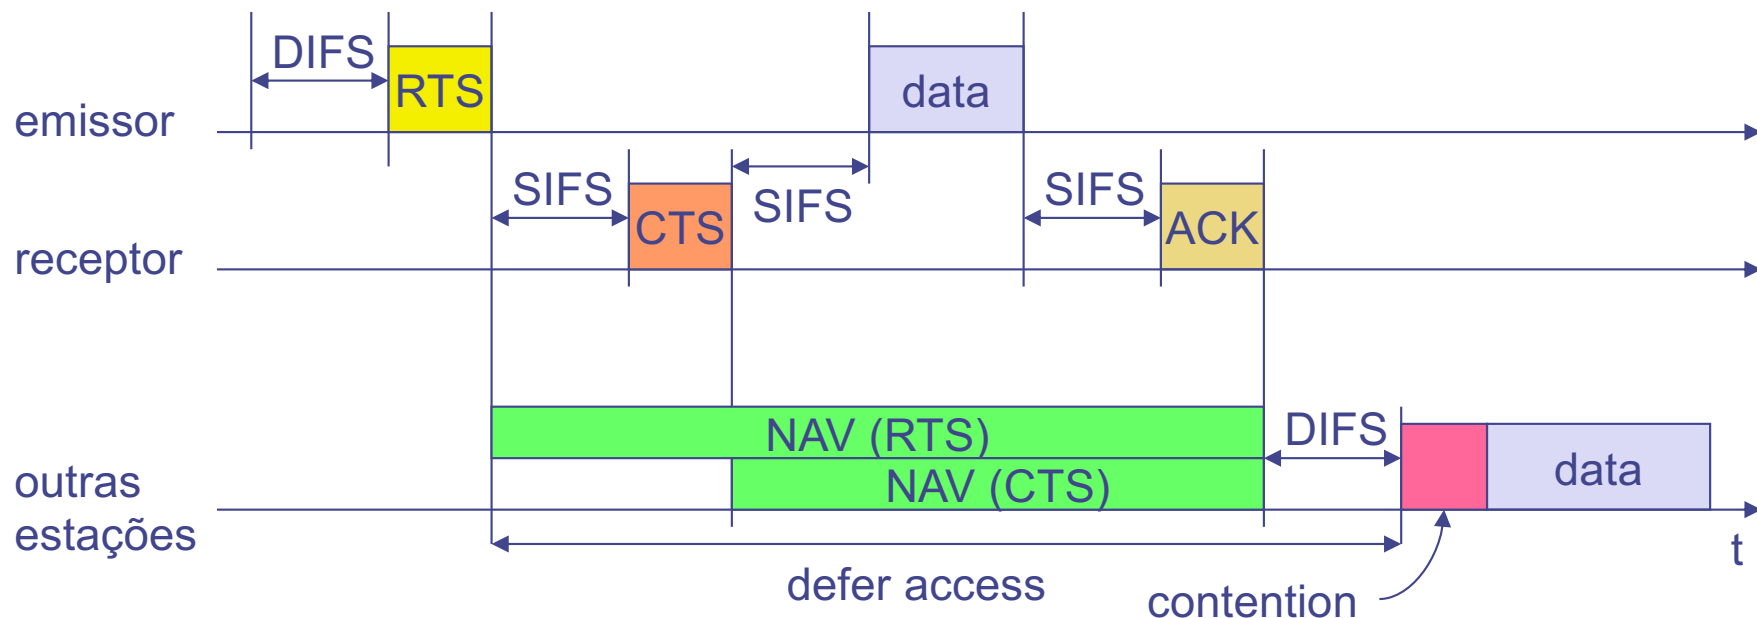 DIFS
RTS
data
emissor
SIFS
CTS
SIFS
SIFS
ACK
receptor
NAV (RTS)
DIFS
NAV (CTS)
data
outras
estações
t
defer access
contention